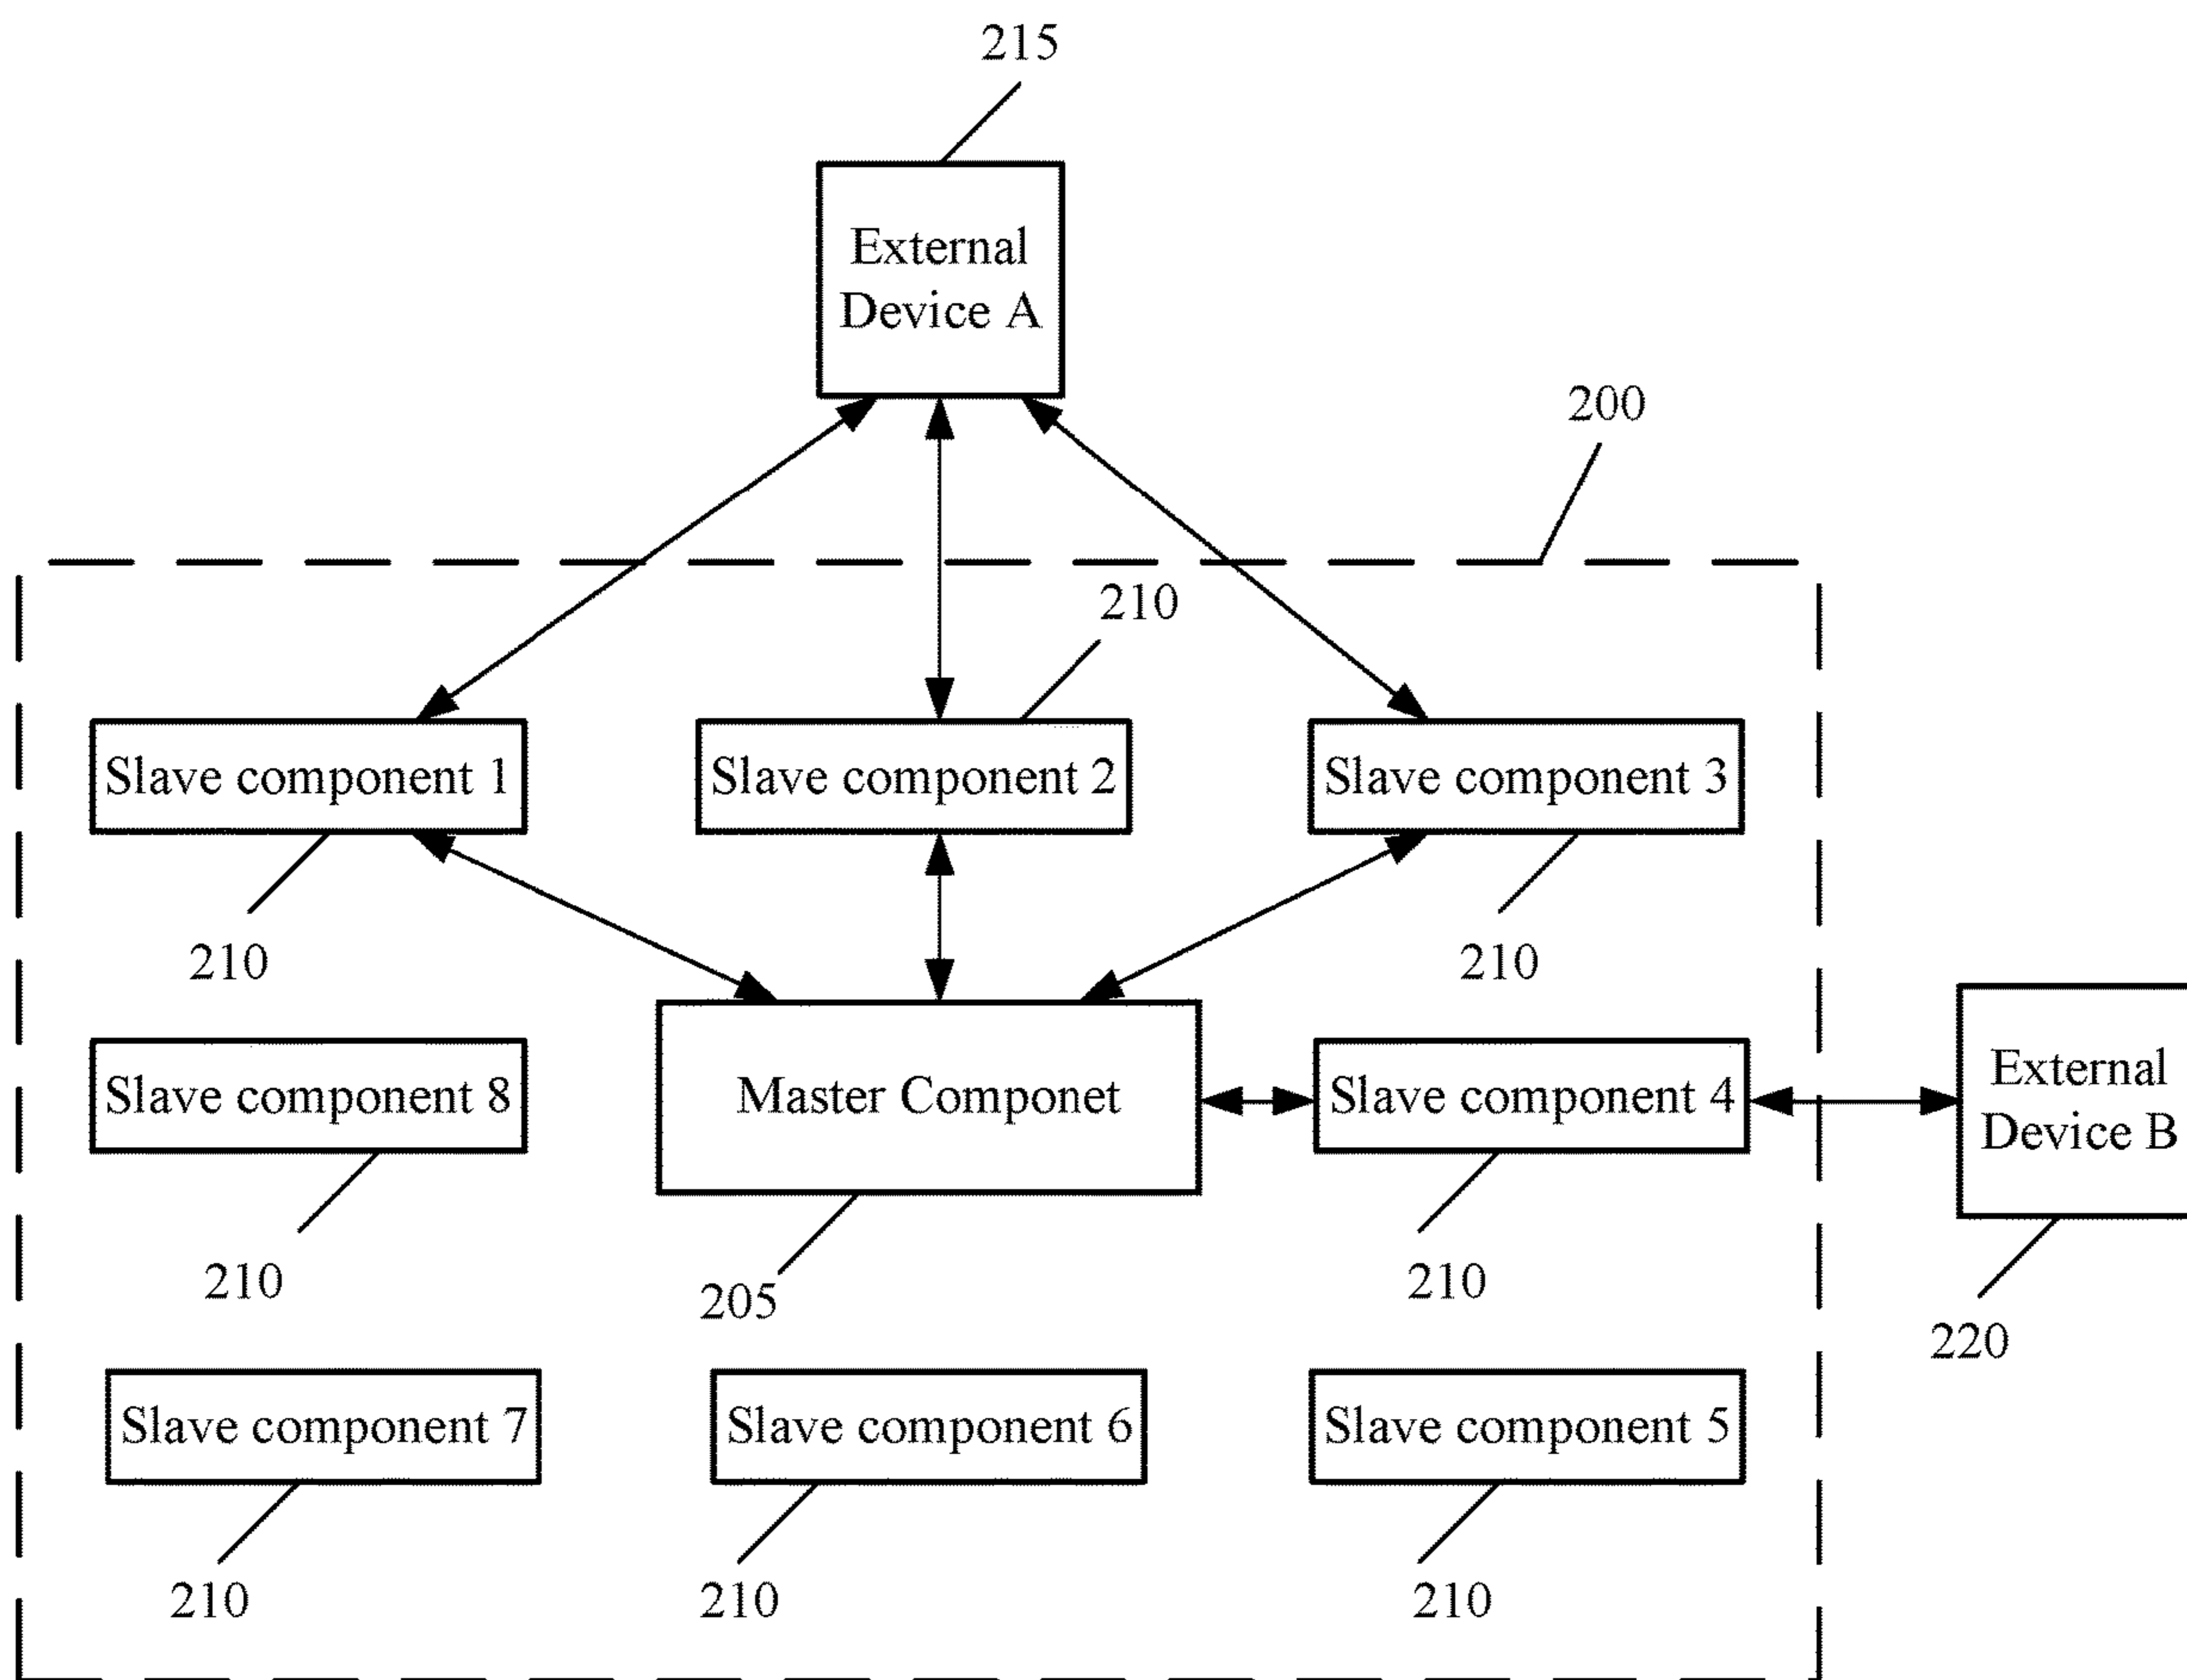 215
External
Device A
200
210
Slave component 1
Slave component 2
Slave component 3
210
210
Slave component 8
Master Componet
Slave component 4
External
Device B
210
205
210
220
Slave component 7
Slave component 6
Slave component 5
210
210
210